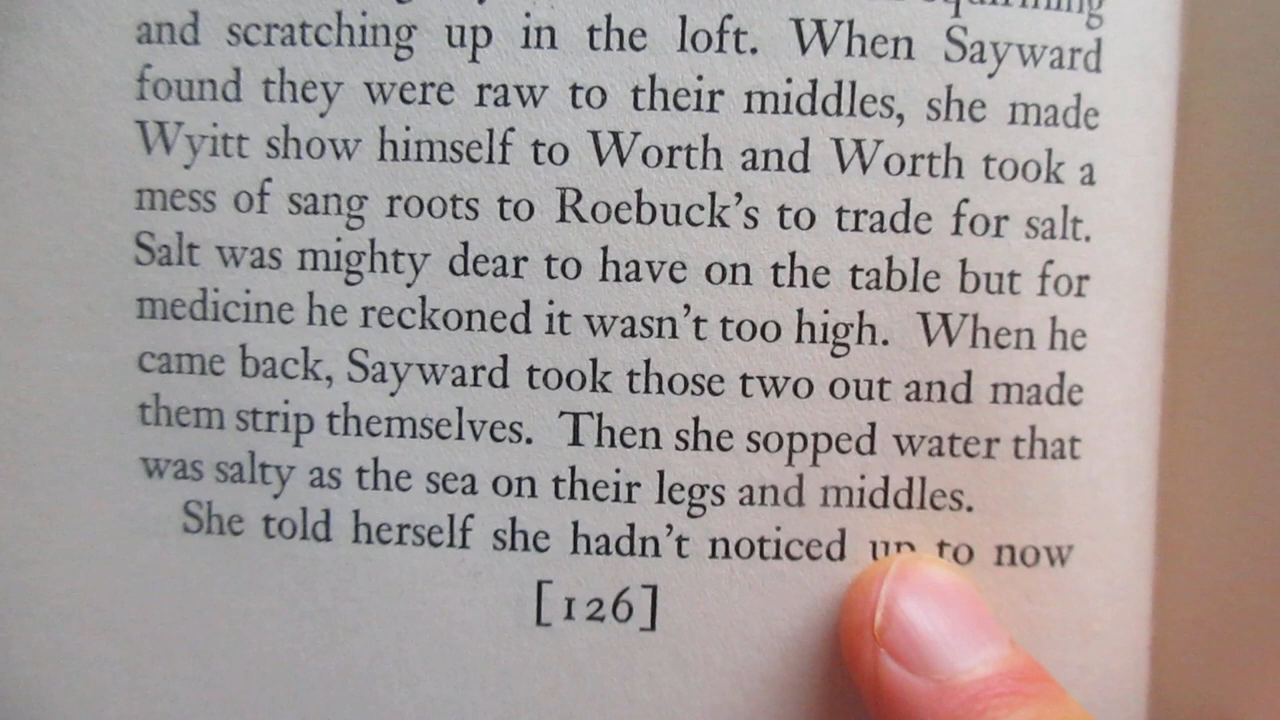 and scratching up in the loft. When Sayward
found they were raw to their middles, she made
Wyitt show himself to Worth and Worth took a
mess of sang roots to Roebuck's to trade for salt.
Salt was mighty dear to have on the table but for
medicine he reckoned it wasn't too high. When he
came back, Sayward took those two out and made
them strip themselves. Then she sopped water that
was salty as the sea on their legs and middles.
She told herself she hadn't noticed up to now
[126]